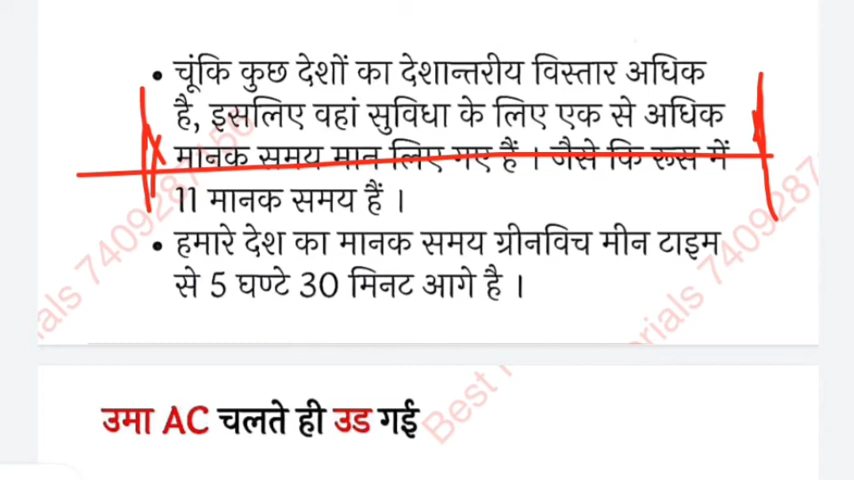 • चूंकि कुछ देशों का देशान्तरीय विस्तार अधिक
है, इसलिए वहां सुविधा के लिए एक से अधिक
मानक समय मान लिए गए हैं । जैसे कि रूस में
11 मानक समय हैं ।
• हमारे देश का मानक समय ग्रीनविच मीन टाइम
से 5 घण्टे 30 मिनट आगे है ।
उमा AC चलते ही उड गई